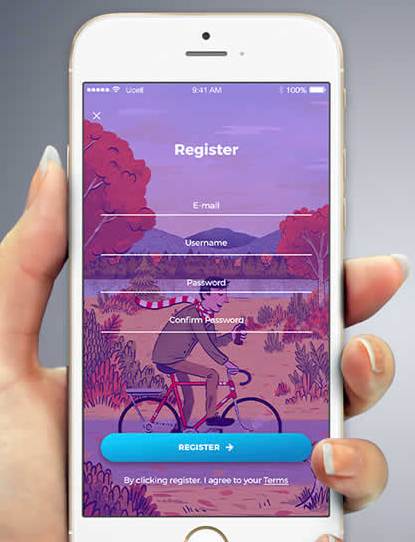 Ucell
9:41 AM
100%
×
Register
E-mail
Username
Password
Confirm Password
REGISTER →
By clicking register. I agree to your Terms